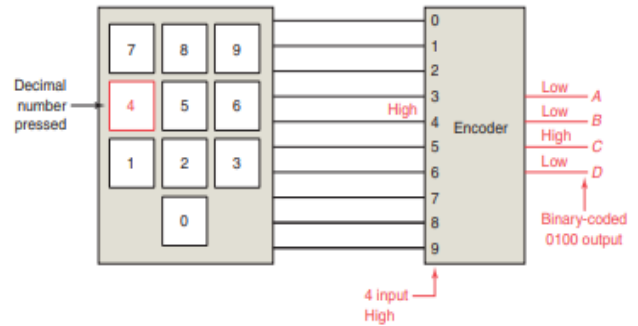 7 8 9
4 5 6
1 2 3
0
Decimal
number
pressed
High
0
1
2
3
4
5
6
7
8
9
Encoder
Low A
Low B
High C
Low D
Binary-coded
0100 output
4 input
High